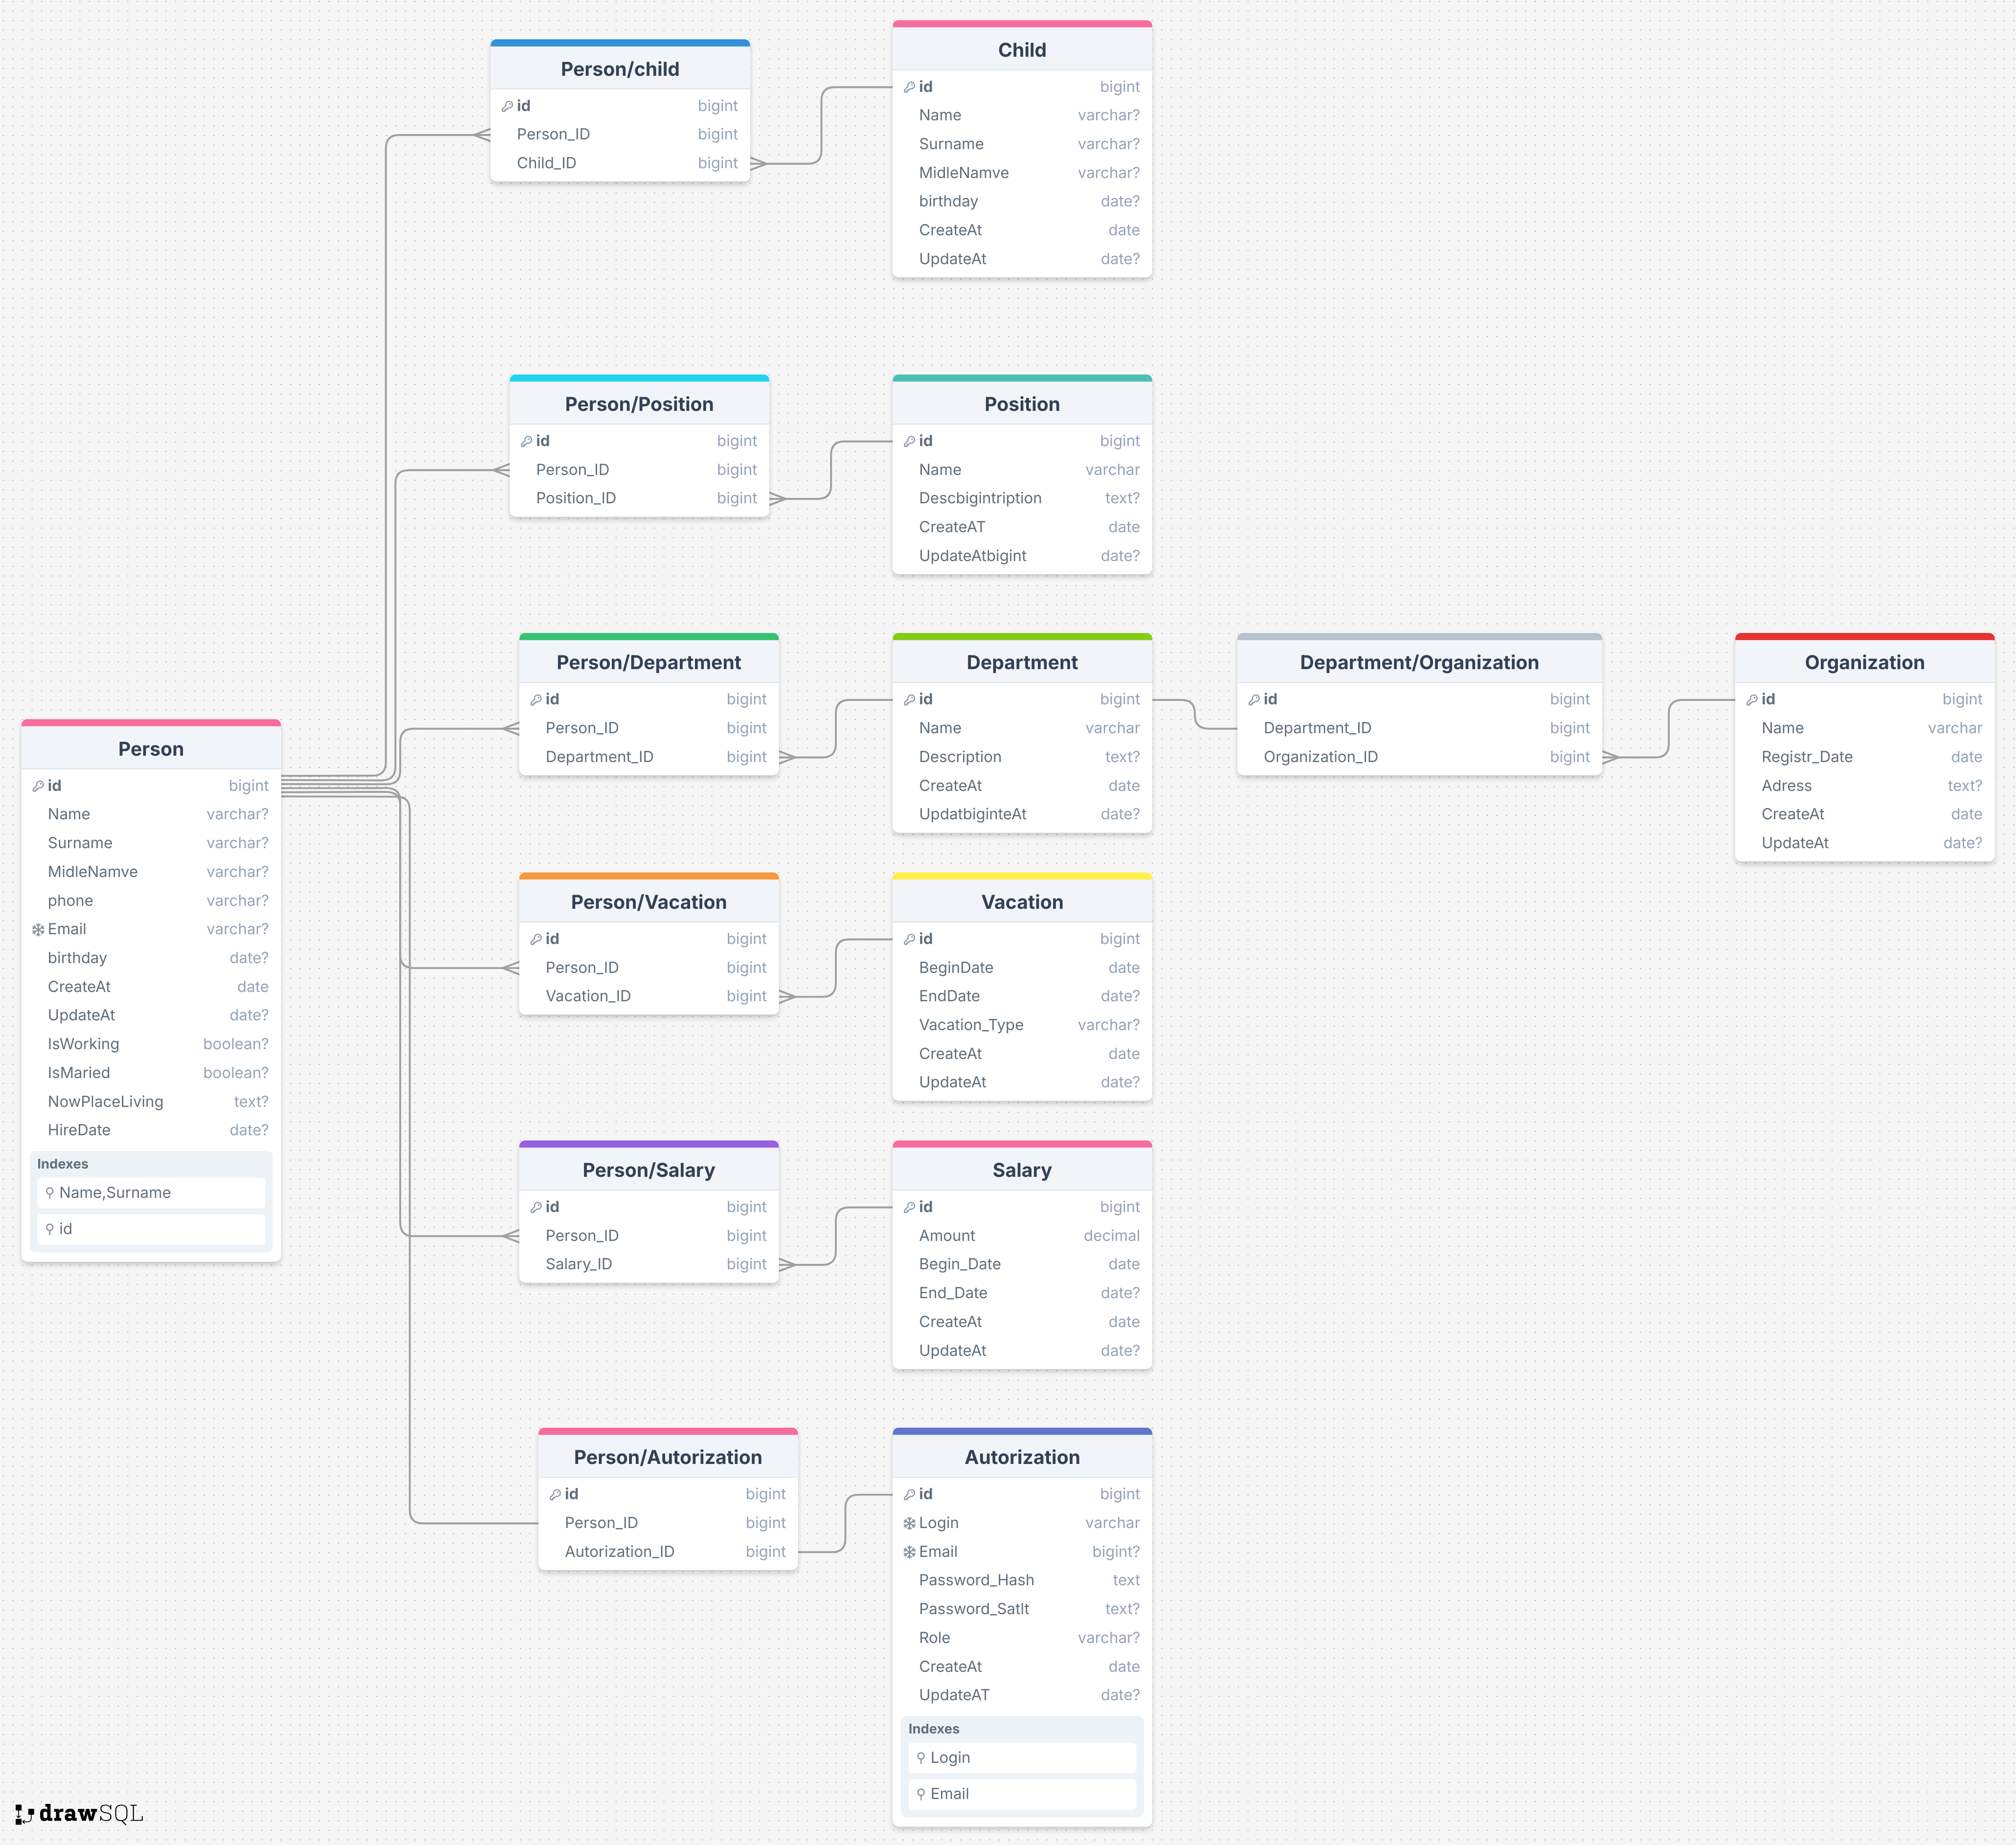 Person/child
id bigint
Person_ID bigint
Child_ID bigint
Child
id bigint
Name varchar?
Surname varchar?
MidleNamve varchar?
birthday date?
CreateAt date
UpdateAt date?
Person/Position
id bigint
Person_ID bigint
Position_ID bigint
Position
id bigint
Name varchar
Descbigintription text?
CreateAT date
UpdateAtbigint date?
Person/Department
id bigint
Person_ID bigint
Department_ID bigint
Department
id bigint
Name varchar
Description text?
CreateAt date
UpdatbiginteAt date?
Department/Organization
id bigint
Department_ID bigint
Organization_ID bigint
Organization
id bigint
Name varchar
Registr_Date date
Adress text?
CreateAt date
UpdateAt date?
Person
id bigint
Name varchar?
Surname varchar?
MidleNamve varchar?
phone varchar?
Email varchar?
birthday date?
CreateAt date
UpdateAt date?
IsWorking boolean?
IsMaried boolean?
NowPlaceLiving text?
HireDate date?
Indexes
Name,Surname
id
Person/Vacation
id bigint
Person_ID bigint
Vacation_ID bigint
Vacation
id bigint
BeginDate date
EndDate date?
Vacation_Type varchar?
CreateAt date
UpdateAt date?
Person/Salary
id bigint
Person_ID bigint
Salary_ID bigint
Salary
id bigint
Amount decimal
Begin_Date date
End_Date date?
CreateAt date
UpdateAt date?
Person/Autorization
id bigint
Person_ID bigint
Autorization_ID bigint
Autorization
id bigint
Login varchar
Email bigint?
Password_Hash text
Password_Satlt text?
Role varchar?
CreateAt date
UpdateAT date?
Indexes
Login
Email
drawSQL